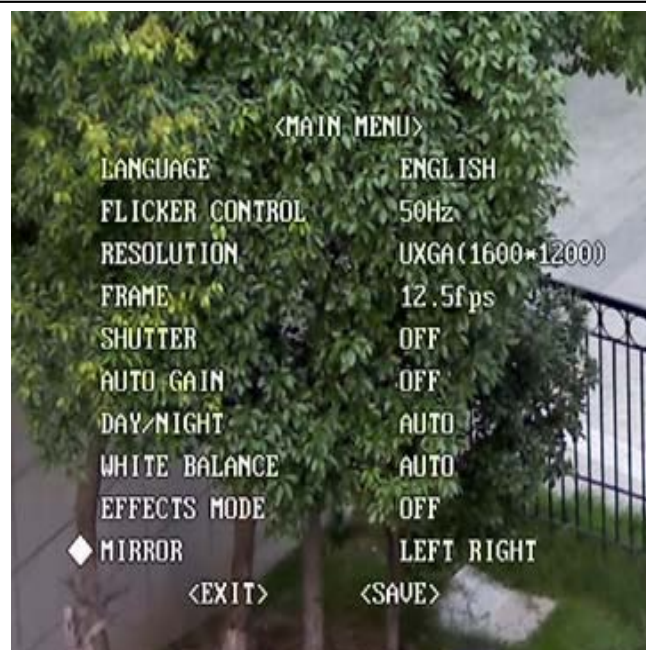 <MAIN MENU>
LANGUAGE ENGLISH
FLICKER CONTROL 50Hz
RESOLUTION UXGA(1600*1200)
FRAME 12.5fps
SHUTTER OFF
AUTO GAIN OFF
DAY/NIGHT AUTO
WHITE BALANCE AUTO
EFFECTS MODE OFF
MIRROR LEFT RIGHT
<EXIT> <SAVE>